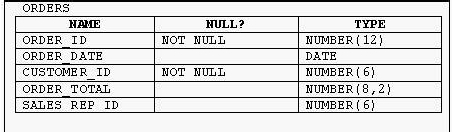 ORDERS
NAME NULL? TYPE
ORDER_ID NOT NULL NUMBER(12)
ORDER_DATE DATE
CUSTOMER_ID NOT NULL NUMBER(6)
ORDER_TOTAL NUMBER(8,2)
SALES_REP_ID NUMBER(6)